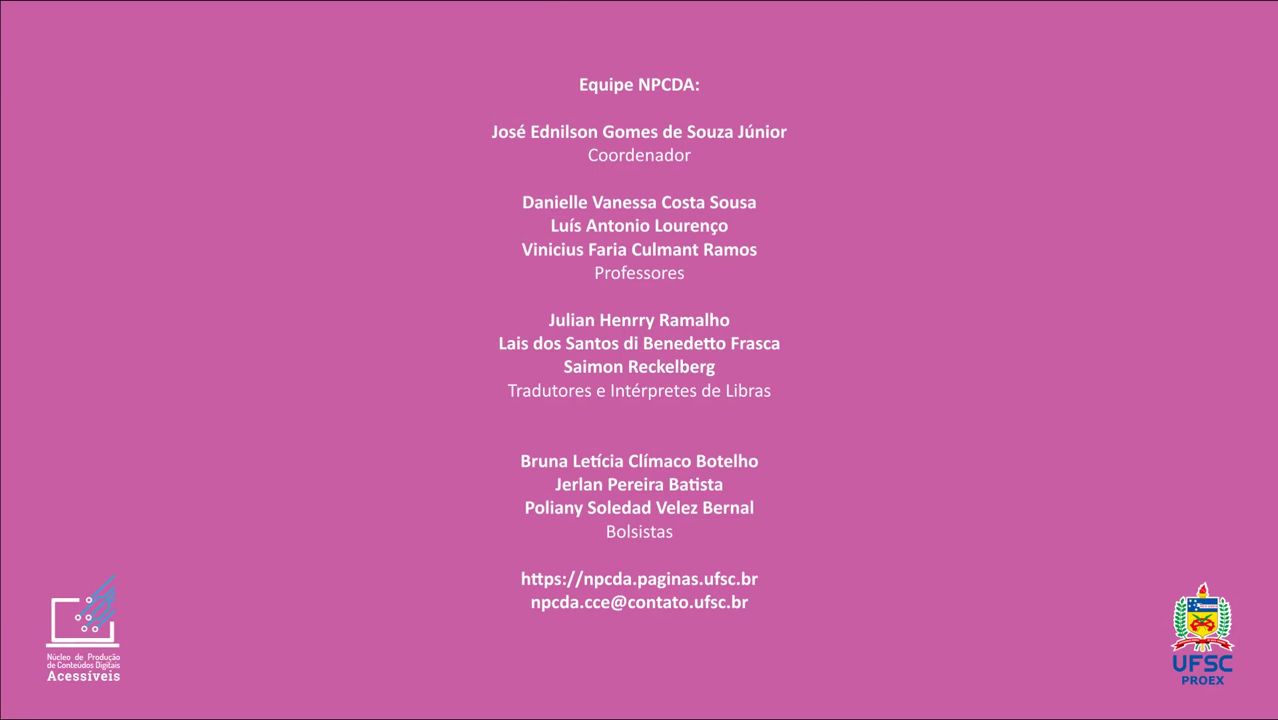 Equipe NPCDA:
José Ednilson Gomes de Souza Júnior
Coordenador
Danielle Vanessa Costa Sousa
Luís Antonio Lourenço
Vinicius Faria Culmant Ramos
Professores
Julian Henrry Ramalho
Lais dos Santos di Benedetto Frasca
Saimon Reckelberg
Tradutores e Intérpretes de Libras
Bruna Letícia Clímaco Botelho
Jerlan Pereira Batista
Poliany Soledad Velez Bernal
Bolsistas
https://npcda.paginas.ufsc.br
npcda.cce@contato.ufsc.br
Núcleo de Produção
de Conteúdos Digitais
Acessíveis
UFSC
PROEX